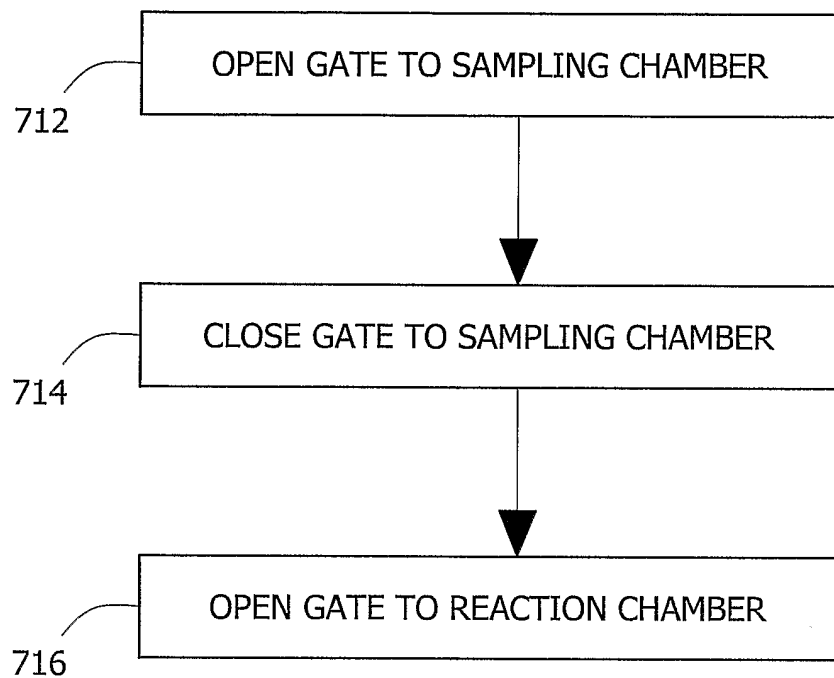 OPEN GATE TO SAMPLING CHAMBER
712
CLOSE GATE TO SAMPLING CHAMBER
714
OPEN GATE TO REACTION CHAMBER
716